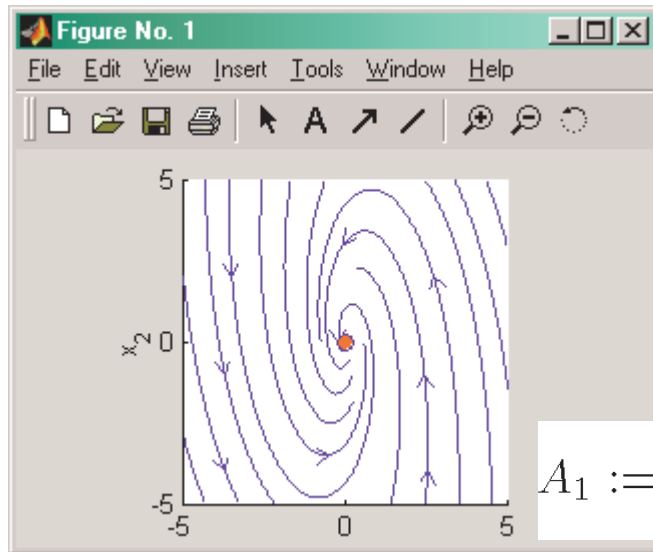 Figure No. 1
File Edit View Insert Tools Window Help
A
5
x2 0
-5
-5 0 5
A1 :=